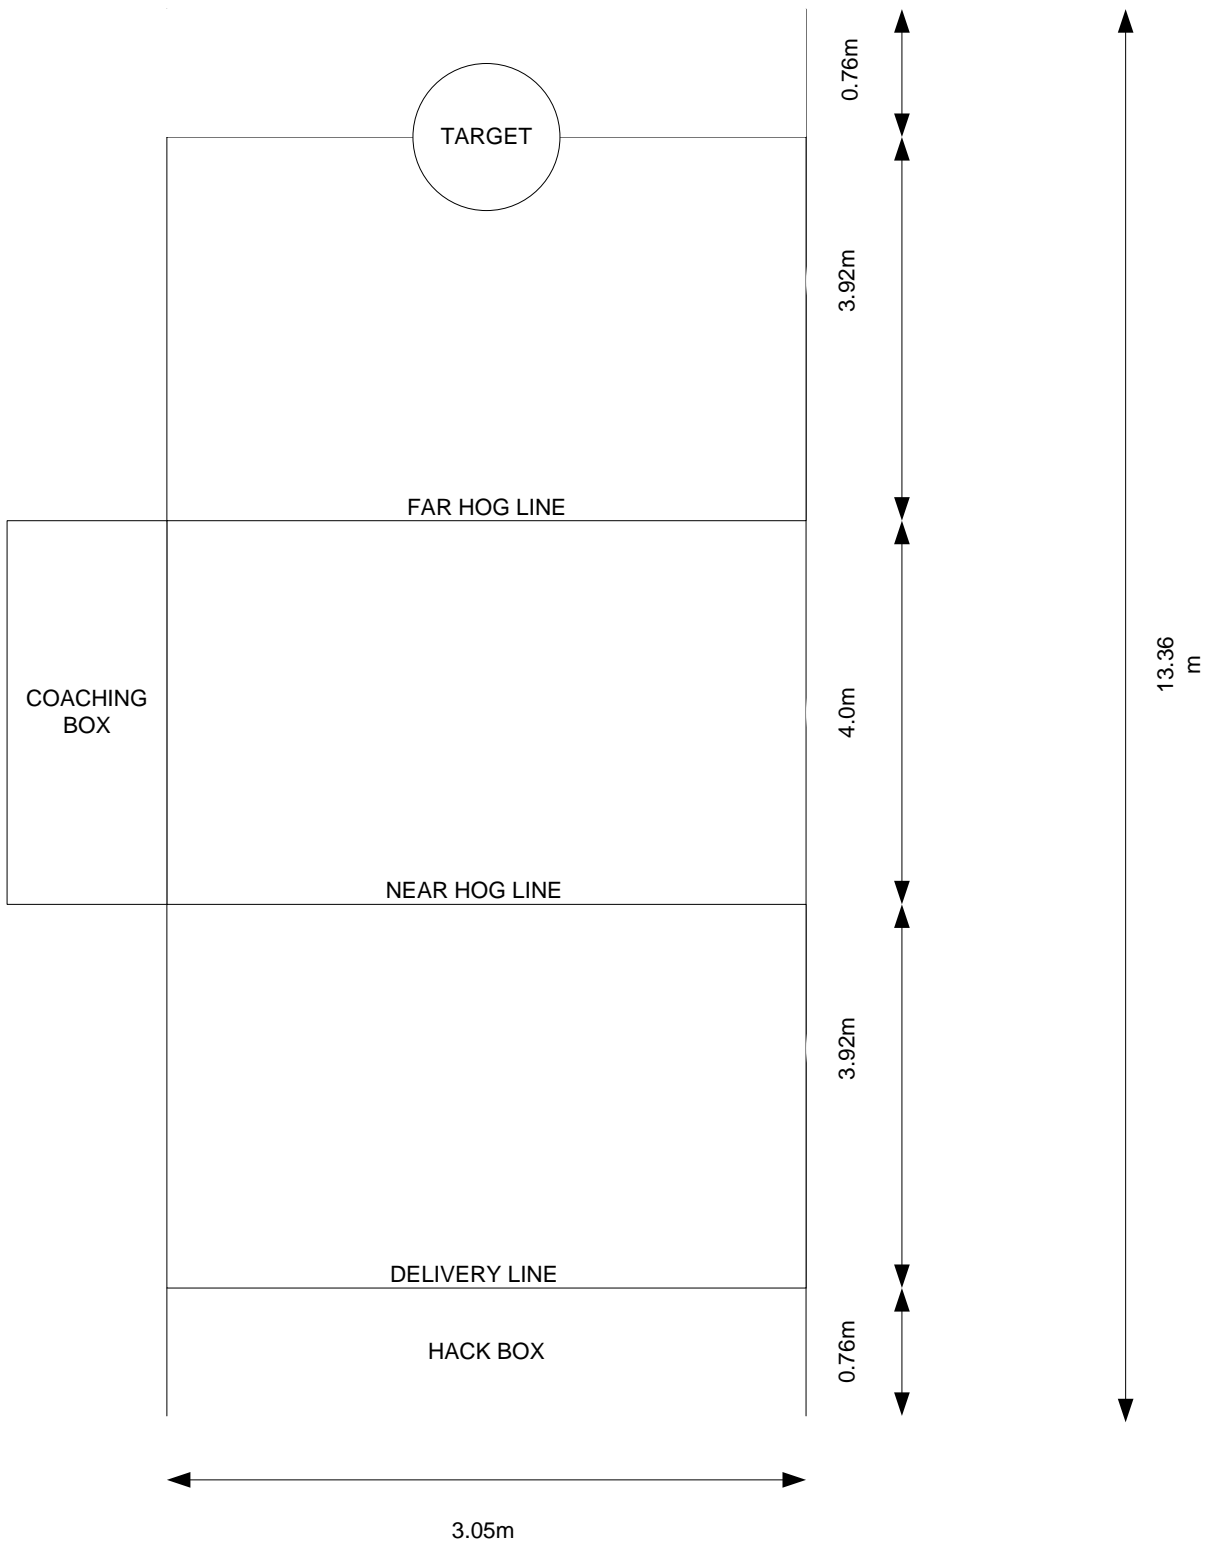 0.76m
TARGET
3.92m
FAR HOG LINE
13.36
m
COACHING
BOX
4.0m
NEAR HOG LINE
3.92m
DELIVERY LINE
HACK BOX
0.76m
3.05m